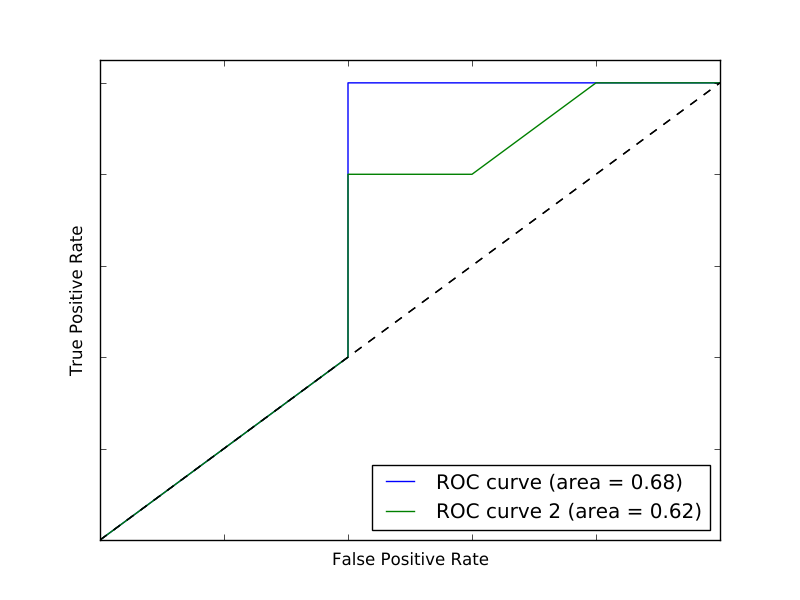 True Positive Rate
ROC curve (area = 0.68)
ROC curve 2 (area = 0.62)
False Positive Rate